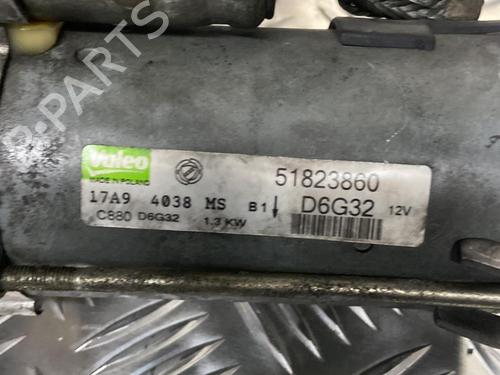 B-PARTS
Valeo
MADE IN POLAND
51823860
17A9 4038 MS B1↓ D6G32 12V
C880 D6G32 1.3 KW